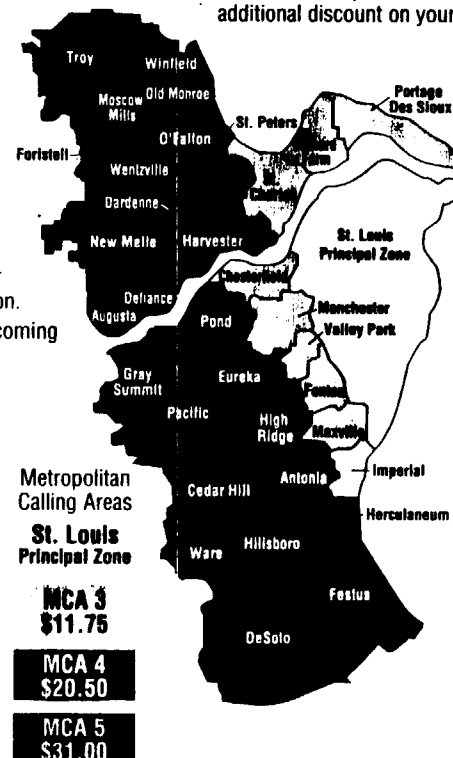 additional discount on your
Troy
Winfield
Moscow
Mills
Old Monroe
Portage
Des Sioux
St. Peters
O'Fallon
Foristell
Wentzville
St.
Charles
Dardenne
New Melle
Harvester
St. Louis
Principal Zone
Chesterfield
on.
Defiance
Augusta
coming
Pond
Manchester
Valley Park
Gray
Summit
Eureka
Fenton
Pacific
High
Ridge
Maxville
Imperial
Antonia
Cedar Hill
Herculaneum
Ware
Hillsboro
Festus
DeSoto
Metropolitan
Calling Areas
St. Louis
Principal Zone
MCA 3
$11.75
MCA 4
$20.50
MCA 5
$31.00